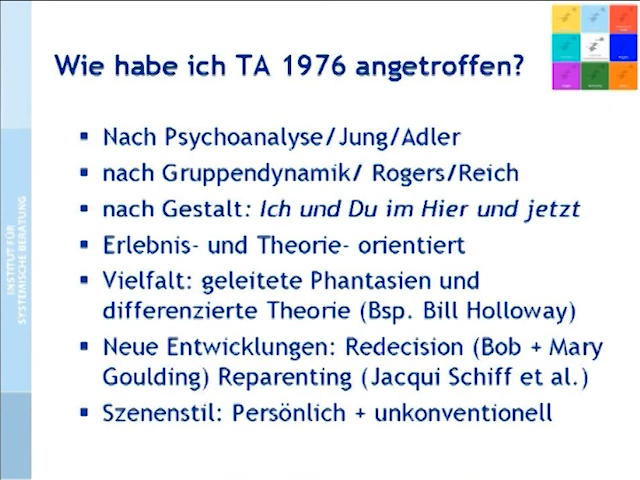 Wie habe ich TA 1976 angetroffen?
Nach Psychoanalyse/Jung/Adler
nach Gruppendynamik/ Rogers/Reich
nach Gestalt: Ich und Du im Hier und jetzt
Erlebnis- und Theorie- orientiert
Vielfalt: geleitete Phantasien und
differenzierte Theorie (Bsp. Bill Holloway)
Neue Entwicklungen: Redecision (Bob + Mary
Goulding) Reparenting (Jacqui Schiff et al.)
Szenenstil: Persönlich + unkonventionell
INSTITUT FÜR
SYSTEMISCHE BERATUNG